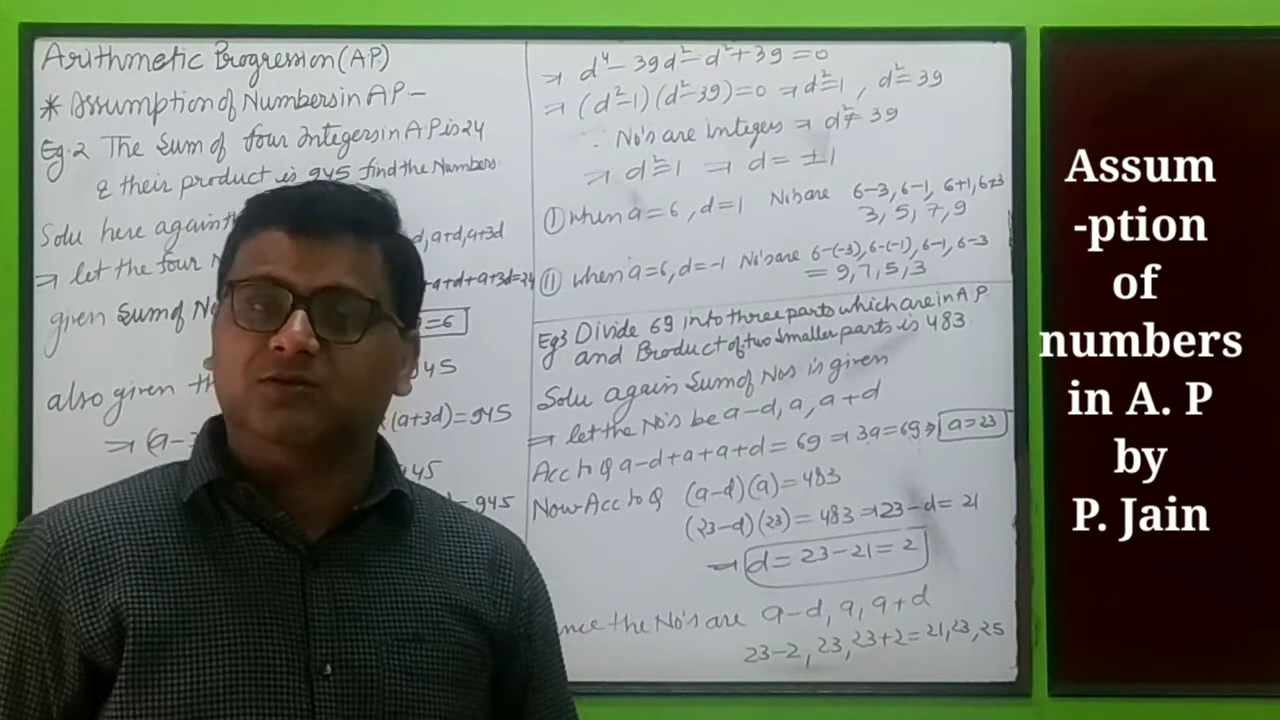 Arithmetic Progression (AP)
* Assumption of Numbers in AP -
Eg. 2 The Sum of four Integers in AP is 24
& their product is 945 find the Numbers
Solu here again th
d, a+d, a+3d
⇒ let the four N
+a+d+a+3d=24
given Sum of No
=6
945
also given th
(a+3d)=945
⇒ (a-3
945
=945
⇒ d⁴-39d²-d²+39=0
⇒ (d²-1)(d²-39)=0 ⇒ d²=1, d²=39
∵ No's are integers ⇒ d²≠39
⇒ d²=1 ⇒ d=±1
(I) when a=6, d=1 No's are 6-3, 6-1, 6+1, 6+3
3, 5, 7, 9
(II) when a=6, d=-1 No's are 6-(-3), 6-(-1), 6-1, 6-3
= 9, 7, 5, 3
Eg3 Divide 69 into three parts which are in AP
and Product of two smaller parts is 483
Solu again Sum of Nos is given
⇒ let the No's be a-d, a, a+d
Acc to Q a-d+a+a+d=69 ⇒ 3a=69 ⇒ a=23
Now Acc to Q (a-d)(a)=483
(23-d)(23)=483 ⇒ 23-d=21
⇒ d=23-21=2
nce the No's are a-d, a, a+d
23-2, 23, 23+2=21, 23, 25
Assum
-ption
of
numbers
in A. P
by
P. Jain